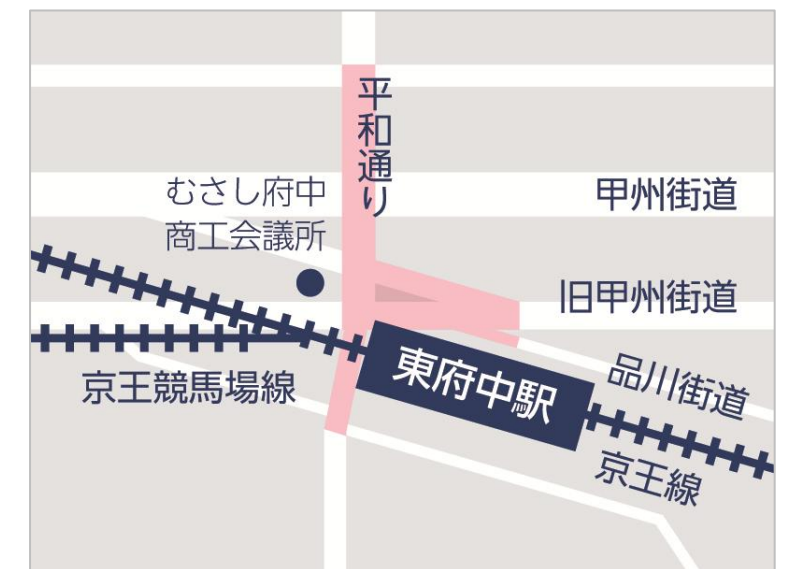 平和通り
むさし府中
商工会議所
甲州街道
旧甲州街道
品川街道
東府中駅
京王競馬場線
京王線